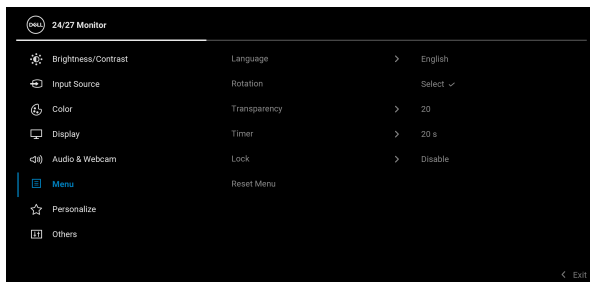 DELL 24/27 Monitor
Brightness/Contrast Language English
Input Source Rotation Select
Color Transparency 20
Display Timer 20 s
Audio & Webcam Lock Disable
Menu Reset Menu
Personalize
Others
Exit